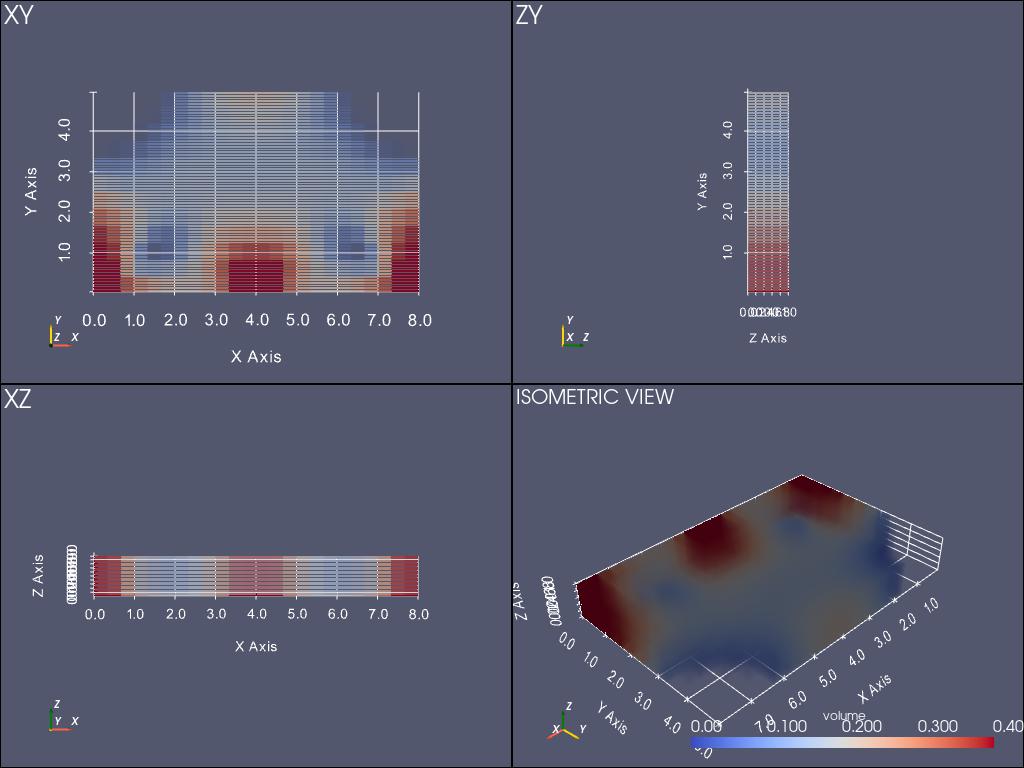 XY
4.0
3.0
2.0
1.0
Y Axis
0.0 1.0 2.0 3.0 4.0 5.0 6.0 7.0 8.0
X Axis
Y
Z X
ZY
4.0
3.0
2.0
1.0
Y Axis
Z Axis
Y
X Z
XZ
Z Axis
0.0 1.0 2.0 3.0 4.0 5.0 6.0 7.0 8.0
X Axis
Z
Y X
ISOMETRIC VIEW
Z Axis
0.0 1.0 2.0 3.0 4.0
Y Axis
7.0 6.0 5.0 4.0 3.0 2.0 1.0
X Axis
Z
X Y
volume
0.00 0.100 0.200 0.300 0.40